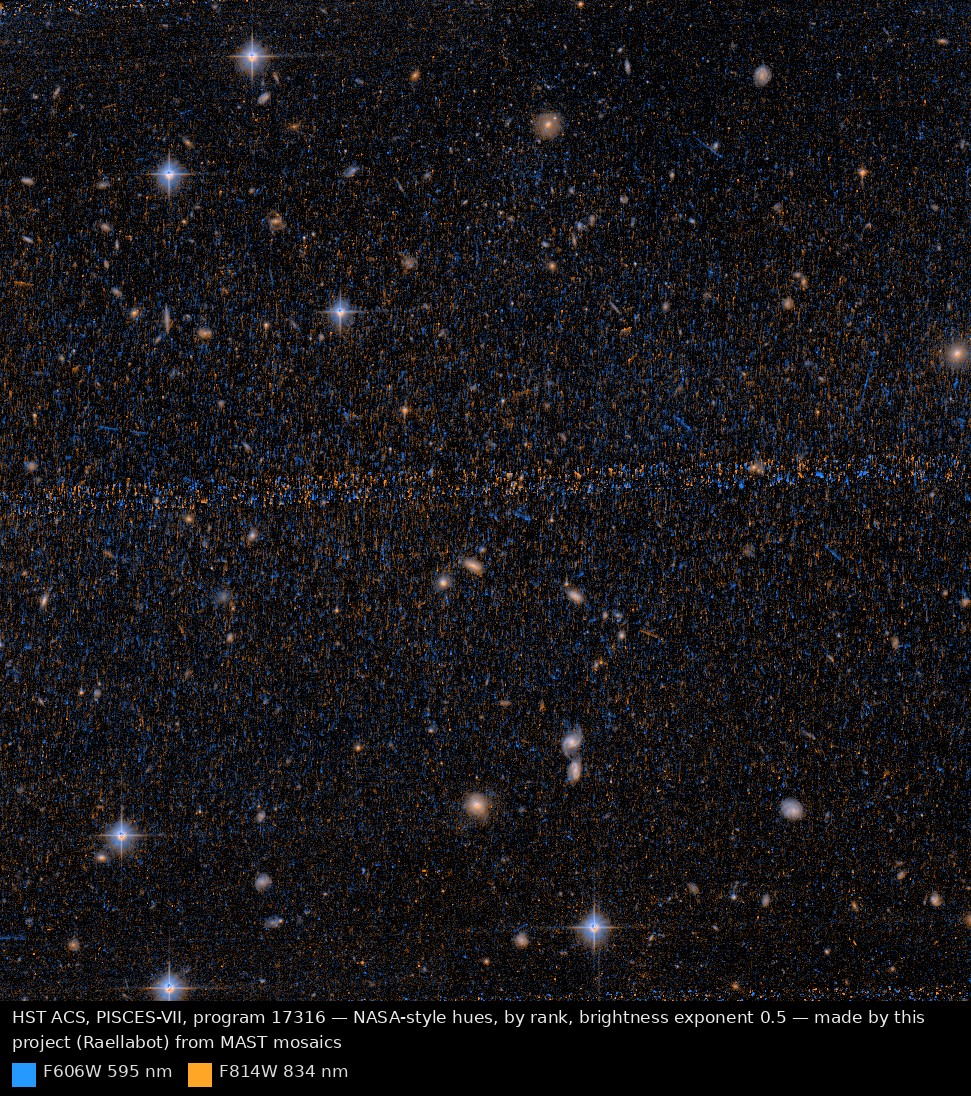 HST ACS, PISCES-VII, program 17316 — NASA-style hues, by rank, brightness exponent 0.5 — made by this
project (Raellabot) from MAST mosaics
F606W 595 nm F814W 834 nm